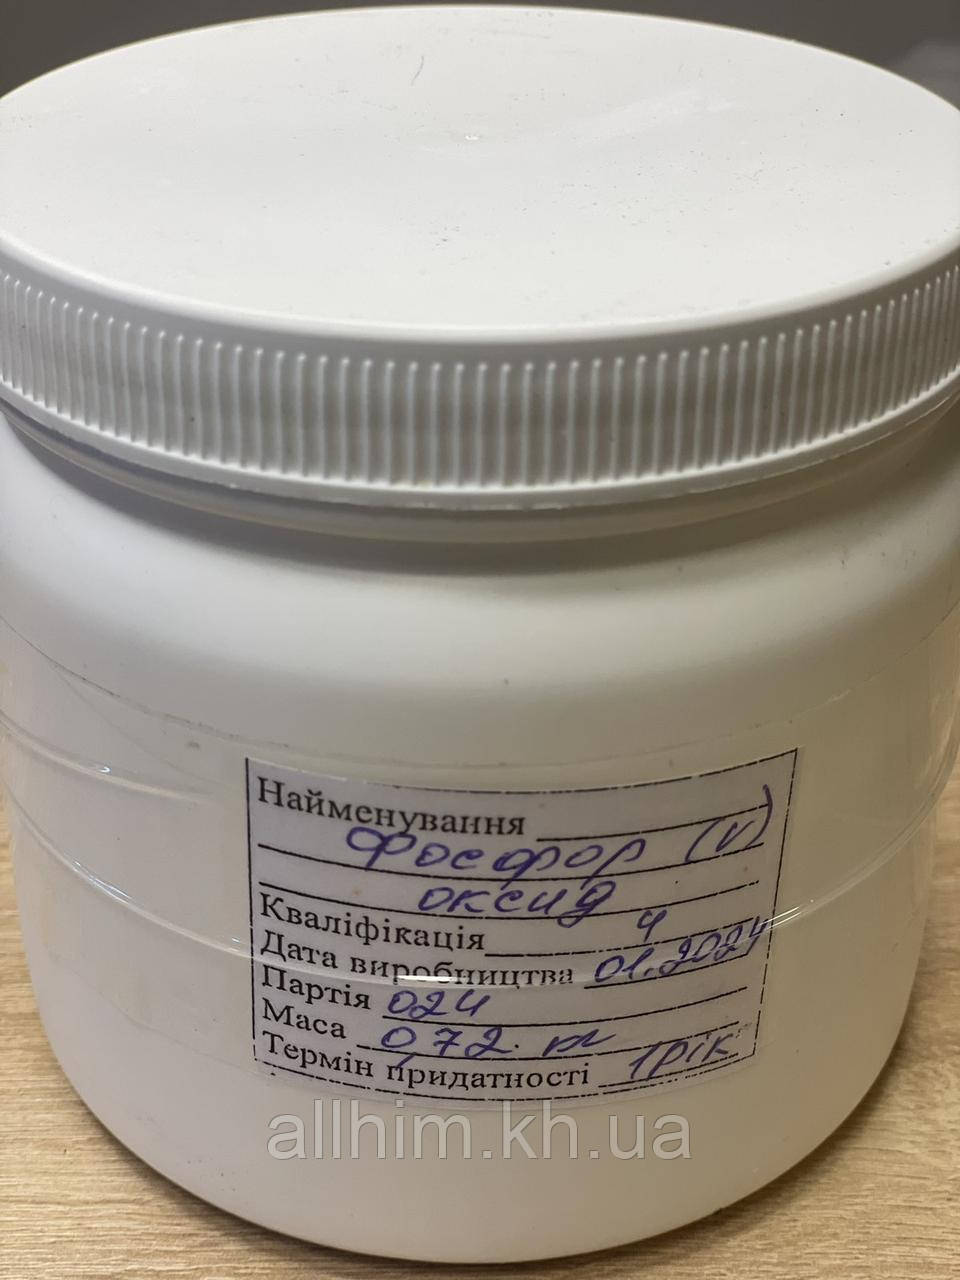 Найменування
фосфор (v)
оксид
Кваліфікація ч
Дата виробництва 01.2024
Партія 024
Маса 0,72 кг
Термін придатності 1 рік
allhim.kh.ua